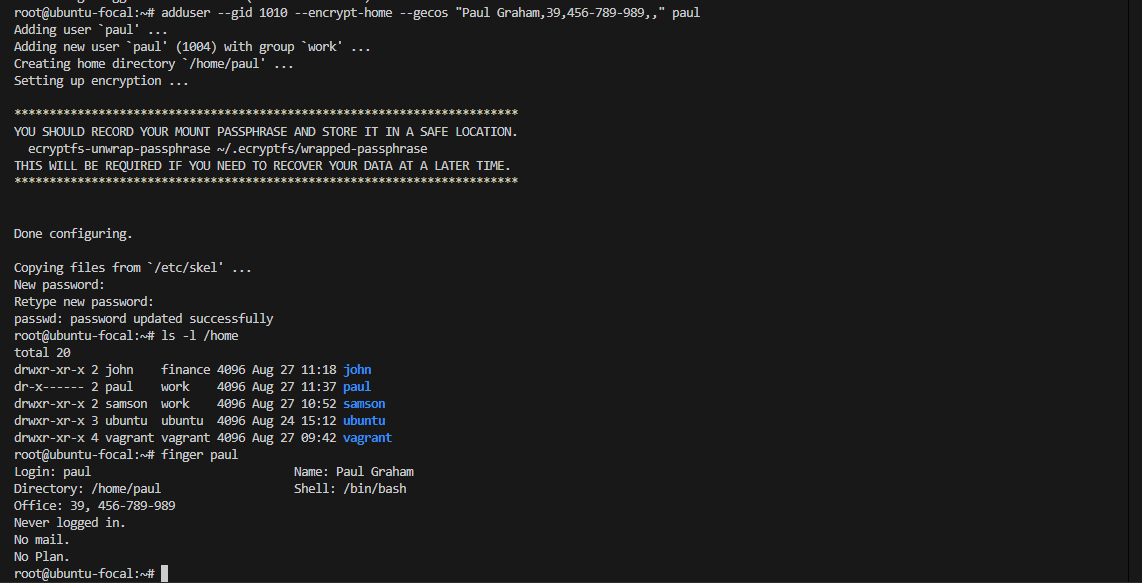 root@ubuntu-focal:~# adduser --gid 1010 --encrypt-home --gecos "Paul Graham,39,456-789-989,," paul
Adding user `paul' ...
Adding new user `paul' (1004) with group `work' ...
Creating home directory `/home/paul' ...
Setting up encryption ...
************************************************************************
YOU SHOULD RECORD YOUR MOUNT PASSPHRASE AND STORE IT IN A SAFE LOCATION.
  ecryptfs-unwrap-passphrase ~/.ecryptfs/wrapped-passphrase
THIS WILL BE REQUIRED IF YOU NEED TO RECOVER YOUR DATA AT A LATER TIME.
************************************************************************
Done configuring.
Copying files from `/etc/skel' ...
New password:
Retype new password:
passwd: password updated successfully
root@ubuntu-focal:~# ls -l /home
total 20
drwxr-xr-x 2 john    finance 4096 Aug 27 11:18 john
dr-x------ 2 paul    work    4096 Aug 27 11:37 paul
drwxr-xr-x 2 samson  work    4096 Aug 27 10:52 samson
drwxr-xr-x 3 ubuntu  ubuntu  4096 Aug 24 15:12 ubuntu
drwxr-xr-x 4 vagrant vagrant 4096 Aug 27 09:42 vagrant
root@ubuntu-focal:~# finger paul
Login: paul                             Name: Paul Graham
Directory: /home/paul                   Shell: /bin/bash
Office: 39, 456-789-989
Never logged in.
No mail.
No Plan.
root@ubuntu-focal:~#